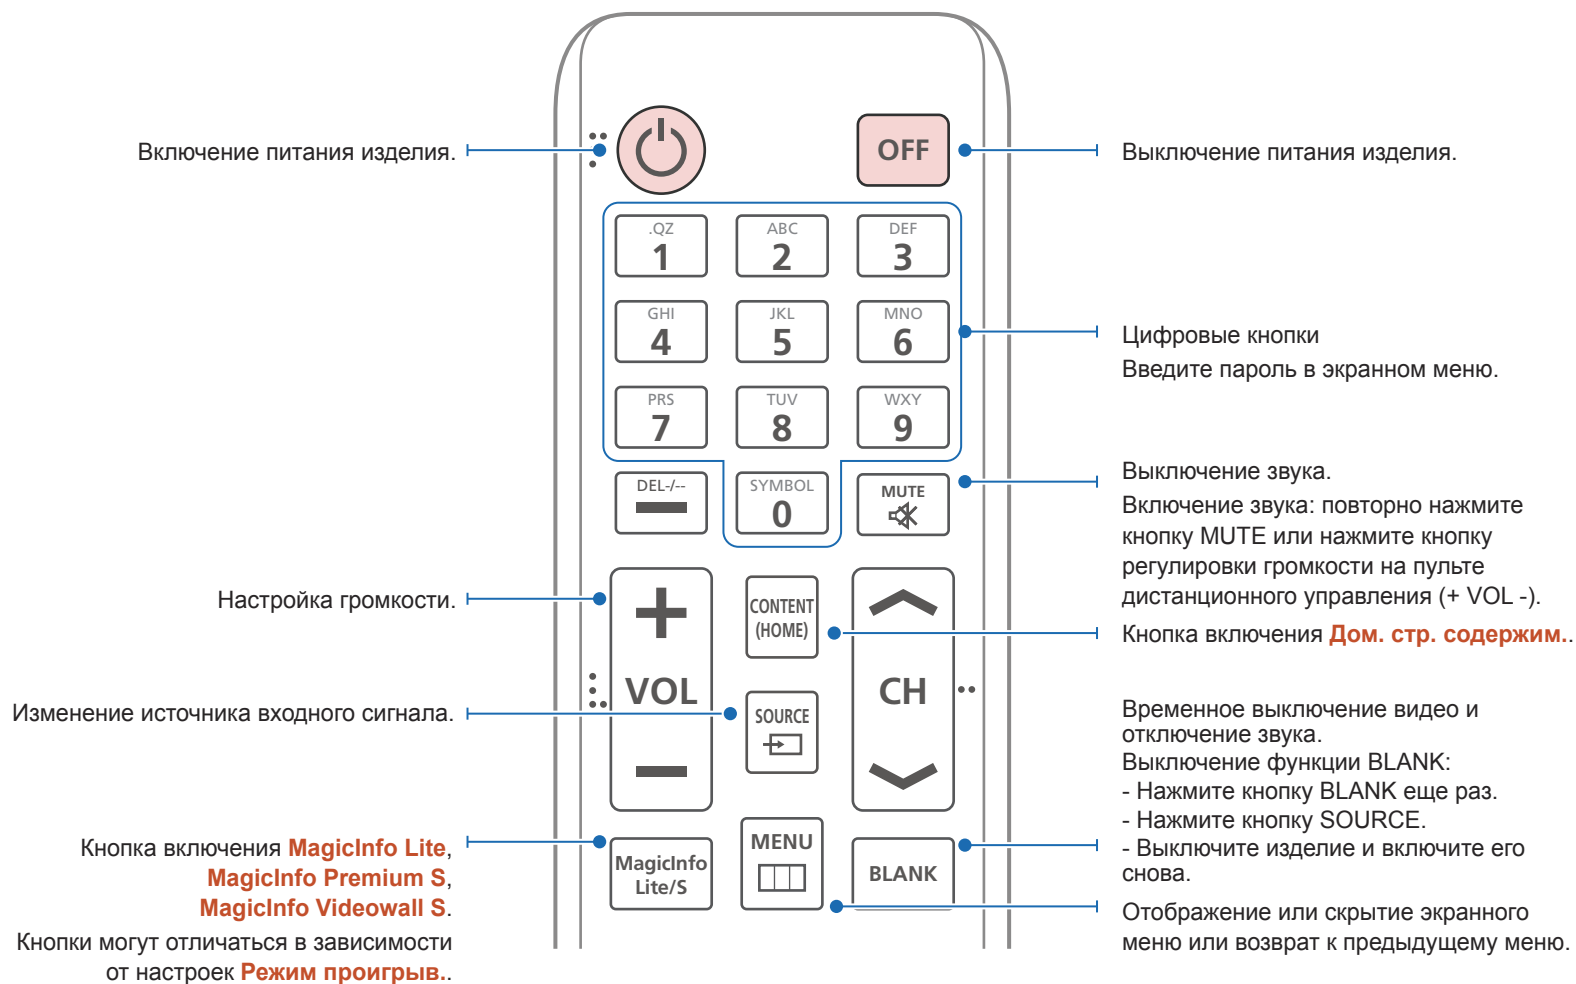 Включение питания изделия.
OFF
Выключение питания изделия.
.QZ
1
ABC
2
DEF
3
GHI
4
JKL
5
MNO
6
Цифровые кнопки
Введите пароль в экранном меню.
PRS
7
TUV
8
WXY
9
DEL-/--
SYMBOL
0
MUTE
Выключение звука.
Включение звука: повторно нажмите
кнопку MUTE или нажмите кнопку
регулировки громкости на пульте
дистанционного управления (+ VOL -).
Настройка громкости.
VOL
CONTENT
(HOME)
CH
Кнопка включения Дом. стр. содержим..
Изменение источника входного сигнала.
SOURCE
Временное выключение видео и
отключение звука.
Выключение функции BLANK:
- Нажмите кнопку BLANK еще раз.
- Нажмите кнопку SOURCE.
- Выключите изделие и включите его
снова.
Кнопка включения MagicInfo Lite,
MagicInfo Premium S,
MagicInfo Videowall S.
Кнопки могут отличаться в зависимости
от настроек Режим проигрыв..
MagicInfo
Lite/S
MENU
BLANK
Отображение или скрытие экранного
меню или возврат к предыдущему меню.